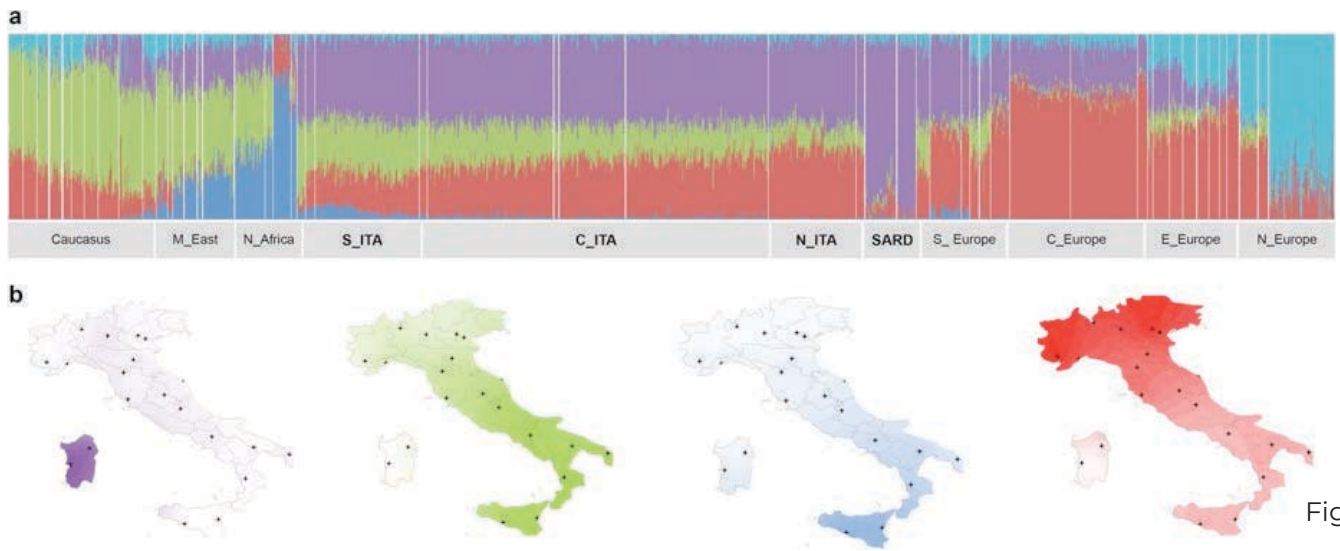 a
Caucasus M_East N_Africa S_ITA C_ITA N_ITA SARD S_ Europe C_Europe E_Europe N_Europe
b
Fig